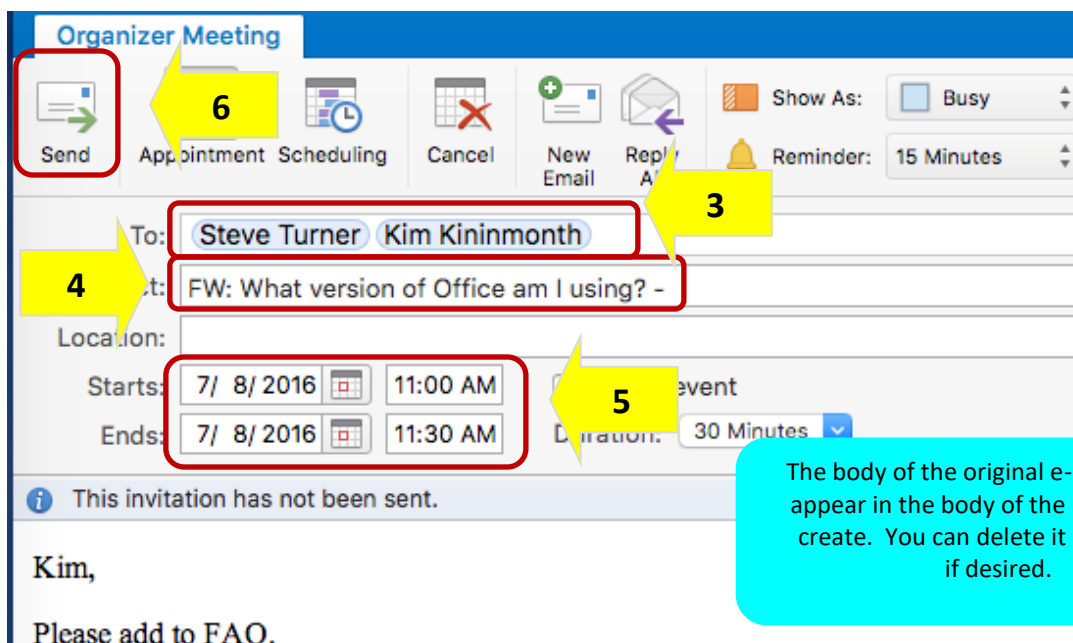 Organizer Meeting
Send
Appointment
Scheduling
Cancel
New
Email
Reply
Show As:
Busy
Reminder:
15 Minutes
6
3
To:
Steve Turner
Kim Kininmonth
4
FW: What version of Office am I using? -
Location:
Starts:
7/ 8/ 2016
11:00 AM
5
event
Ends:
7/ 8/ 2016
11:30 AM
Duration:
30 Minutes
This invitation has not been sent.
The body of the original e-
appear in the body of the
create. You can delete it
if desired.
Kim,
Please add to FAQ.